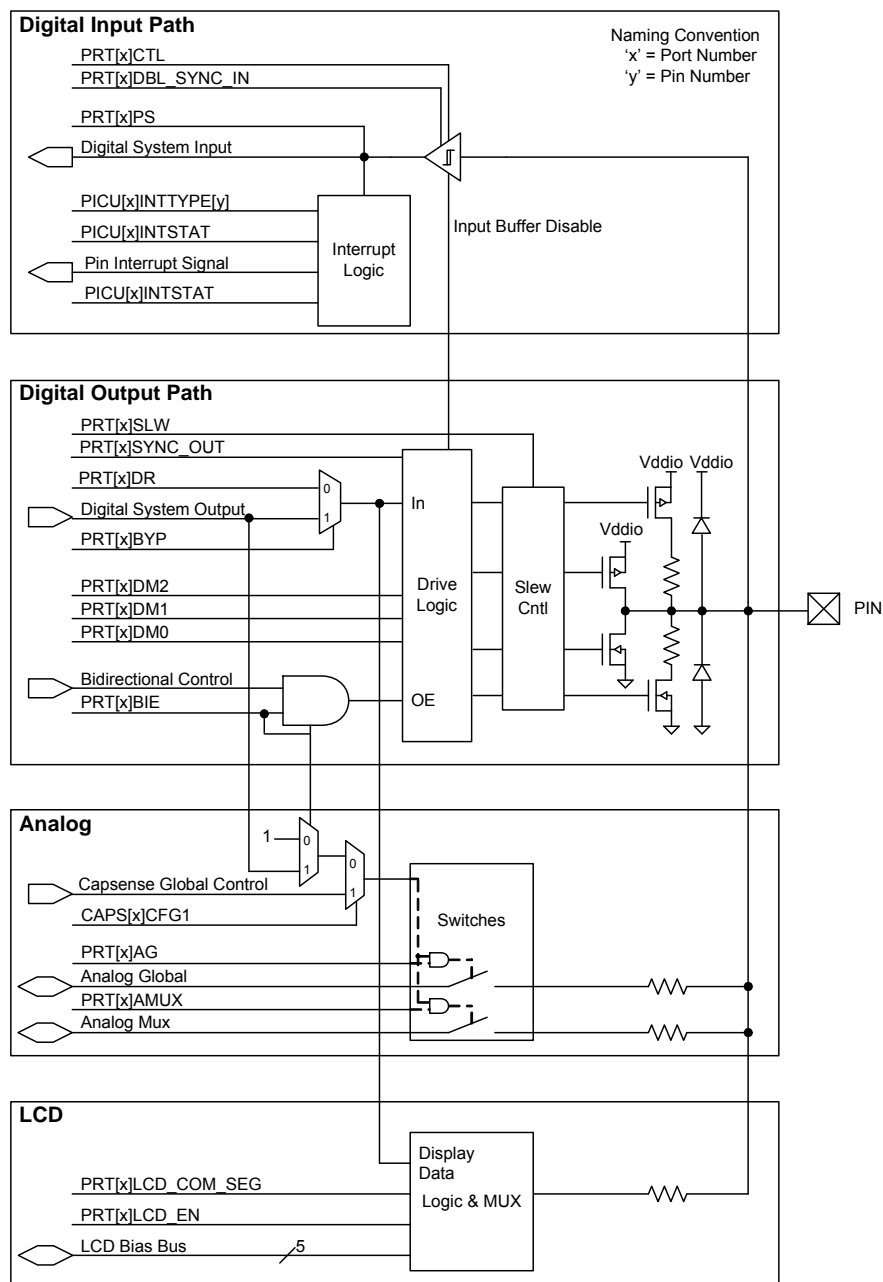 Digital Input Path
Naming Convention
‘x’ = Port Number
‘y’ = Pin Number
PRT[x]CTL
PRT[x]DBL_SYNC_IN
PRT[x]PS
Digital System Input
PICU[x]INTTYPE[y]
PICU[x]INTSTAT
Pin Interrupt Signal
PICU[x]INTSTAT
Interrupt
Logic
Input Buffer Disable
Digital Output Path
PRT[x]SLW
PRT[x]SYNC_OUT
PRT[x]DR
Digital System Output
PRT[x]BYP
0
1
PRT[x]DM2
PRT[x]DM1
PRT[x]DM0
Bidirectional Control
PRT[x]BIE
In
Drive
Logic
OE
Slew
Cntl
Vddio
Vddio
Vddio
PIN
Analog
1
0
1
0
1
Capsense Global Control
CAPS[x]CFG1
Switches
PRT[x]AG
Analog Global
PRT[x]AMUX
Analog Mux
LCD
Display
Data
Logic & MUX
PRT[x]LCD_COM_SEG
PRT[x]LCD_EN
LCD Bias Bus
5